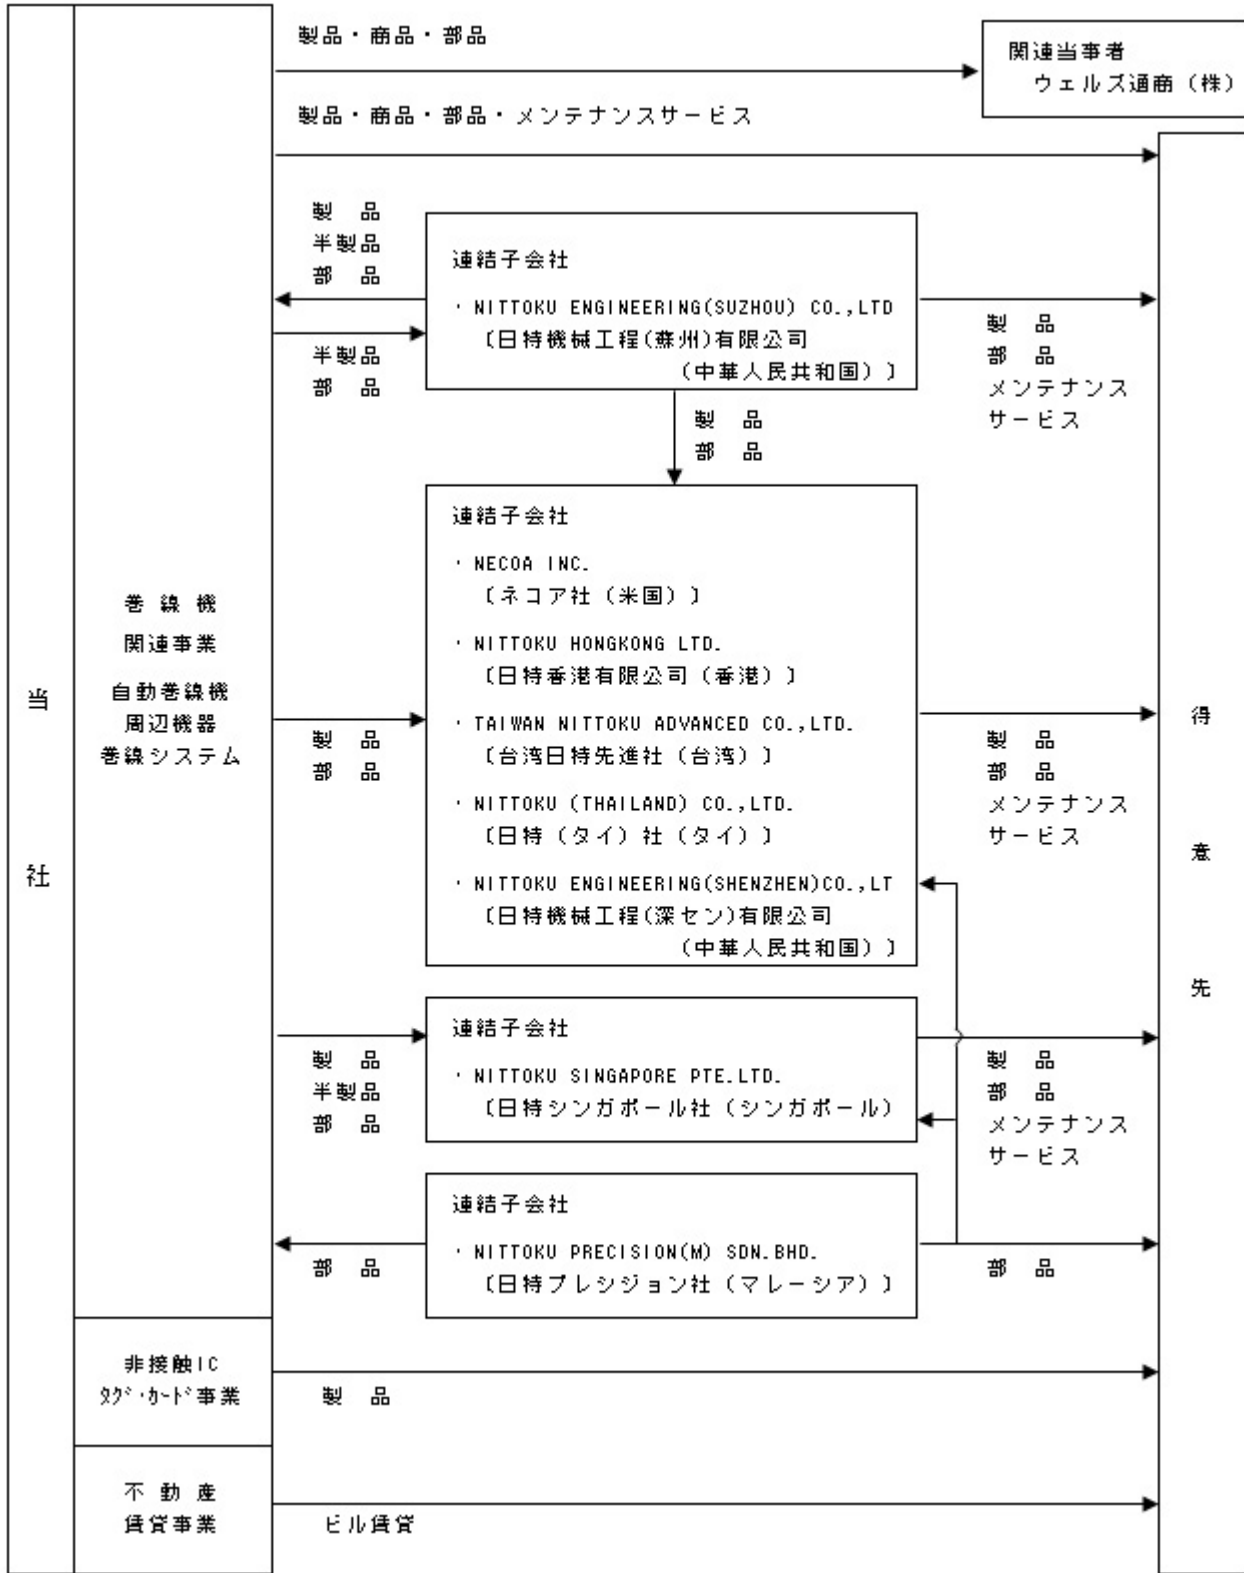 製品・商品・部品
関連当事者
ウェルズ通商（株）
製品・商品・部品・メンテナンスサービス
製　品
半製品
部　品
連結子会社
・NITTOKU ENGINEERING(SUZHOU) CO.,LTD
〔日特機械工程(蘇州)有限公司
（中華人民共和国）〕
半製品
部　品
製　品
部　品
メンテナンス
サービス
製　品
部　品
連結子会社
・NECOA INC.
〔ネコア社（米国）〕
・NITTOKU HONGKONG LTD.
〔日特香港有限公司（香港）〕
・TAIWAN NITTOKU ADVANCED CO.,LTD.
〔台湾日特先進社（台湾）〕
・NITTOKU (THAILAND) CO.,LTD.
〔日特（タイ）社（タイ）〕
・NITTOKU ENGINEERING(SHENZHEN)CO.,LT
〔日特機械工程(深セン)有限公司
（中華人民共和国）〕
当社
巻線機
関連事業
自動巻線機
周辺機器
巻線システム
製　品
部　品
製　品
部　品
メンテナンス
サービス
得意先
連結子会社
・NITTOKU SINGAPORE PTE.LTD.
〔日特シンガポール社（シンガポール）
製　品
半製品
部　品
製　品
部　品
メンテナンス
サービス
連結子会社
・NITTOKU PRECISION(M) SDN.BHD.
〔日特プレシジョン社（マレーシア）〕
部　品
部　品
非接触IC
ﾀｸﾞ・ｶｰﾄﾞ事業
製　品
不動産
賃貸事業
ビル賃貸